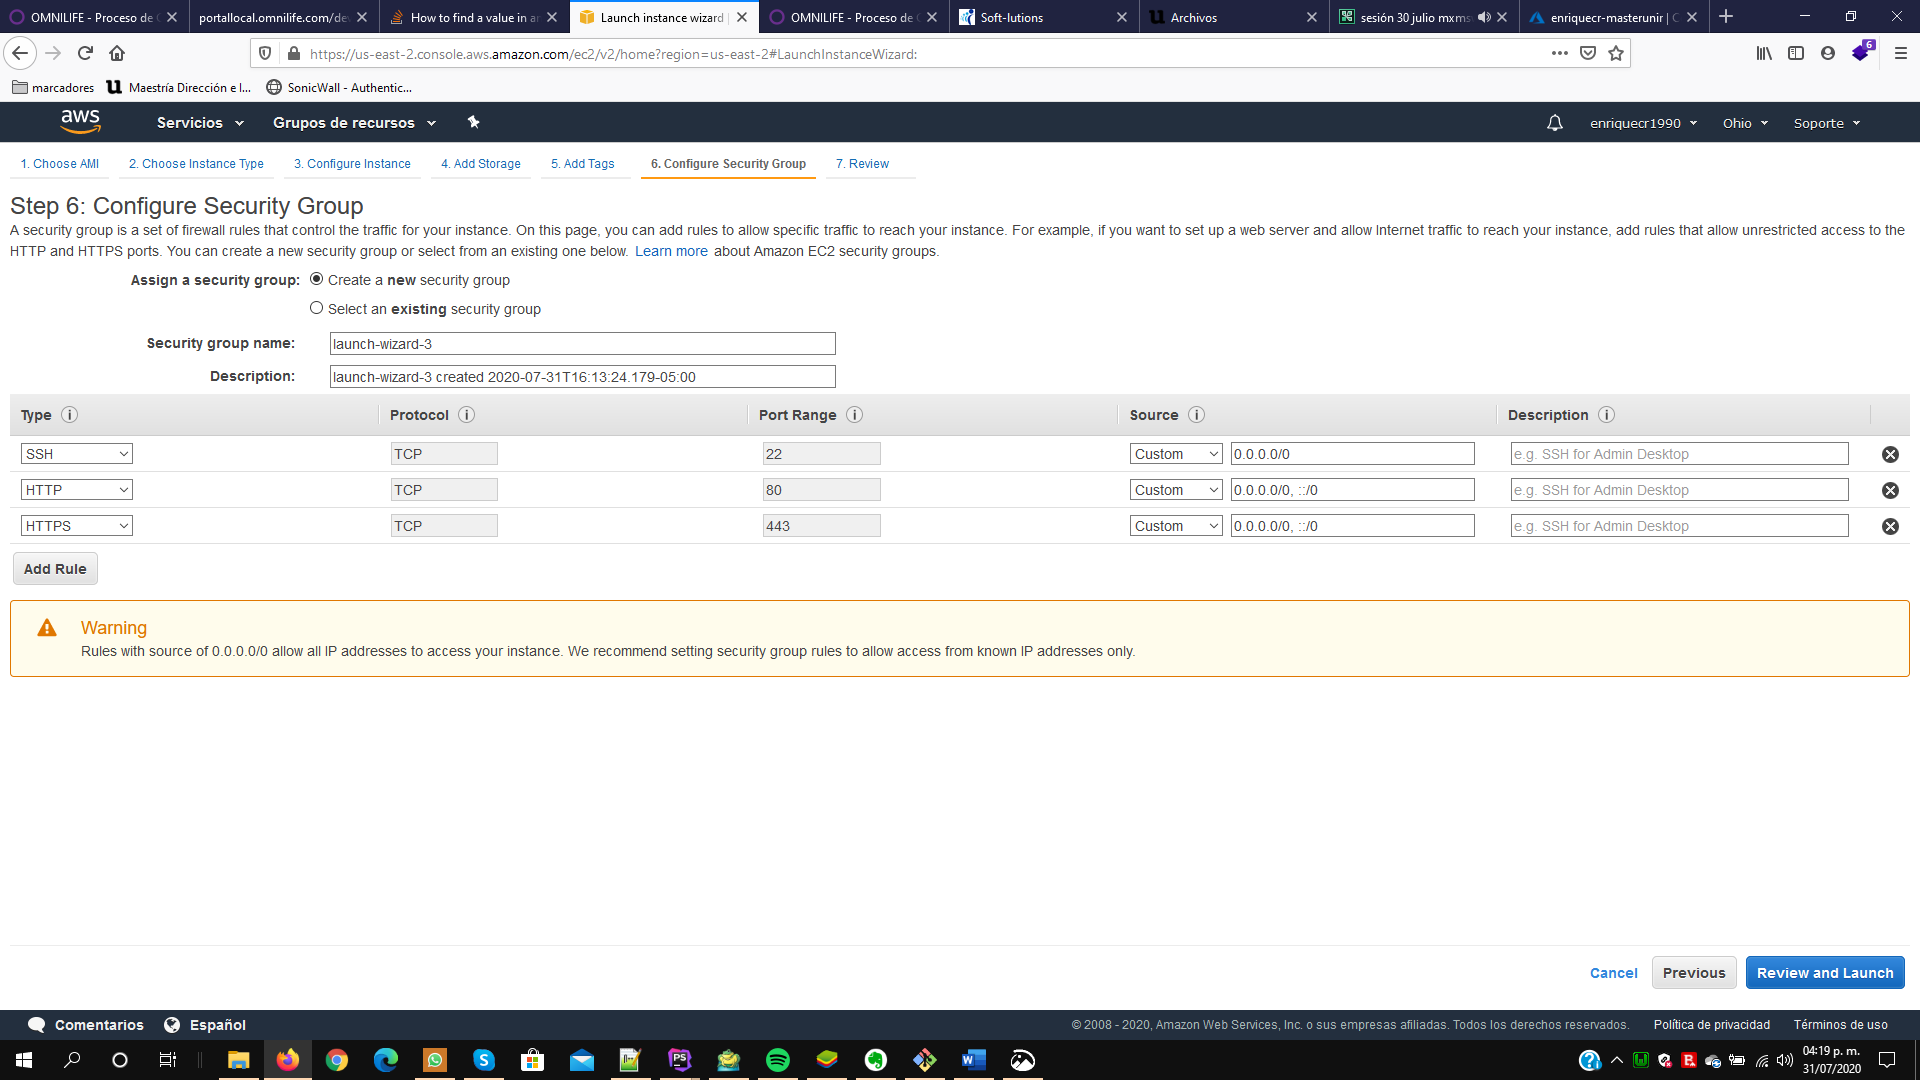 OMNILIFE - Proceso de
portallocal.omnilife.com/de
How to find a value in ar
Launch instance wizard |
OMNILIFE - Proceso de
Soft-lutions
Archivos
sesión 30 julio mxms
enriquecr-masterunir | C
https://us-east-2.console.aws.amazon.com/ec2/v2/home?region=us-east-2#LaunchInstanceWizard:
6
marcadores
Maestría Dirección e I...
SonicWall - Authentic...
aws
Servicios
Grupos de recursos
enriquecr1990
Ohio
Soporte
1. Choose AMI
2. Choose Instance Type
3. Configure Instance
4. Add Storage
5. Add Tags
6. Configure Security Group
7. Review
Step 6: Configure Security Group
A security group is a set of firewall rules that control the traffic for your instance. On this page, you can add rules to allow specific traffic to reach your instance. For example, if you want to set up a web server and allow Internet traffic to reach your instance, add rules that allow unrestricted access to the
HTTP and HTTPS ports. You can create a new security group or select from an existing one below. Learn more about Amazon EC2 security groups.
Assign a security group: Create a new security group
Select an existing security group
Security group name: launch-wizard-3
Description: launch-wizard-3 created 2020-07-31T16:13:24.179-05:00
Type Protocol Port Range Source Description
SSH TCP 22 Custom 0.0.0.0/0 e.g. SSH for Admin Desktop
HTTP TCP 80 Custom 0.0.0.0/0, ::/0 e.g. SSH for Admin Desktop
HTTPS TCP 443 Custom 0.0.0.0/0, ::/0 e.g. SSH for Admin Desktop
Add Rule
Warning
Rules with source of 0.0.0.0/0 allow all IP addresses to access your instance. We recommend setting security group rules to allow access from known IP addresses only.
Cancel
Previous
Review and Launch
Comentarios
Español
© 2008 - 2020, Amazon Web Services, Inc. o sus empresas afiliadas. Todos los derechos reservados.
Política de privacidad
Términos de uso
04:19 p. m.
31/07/2020